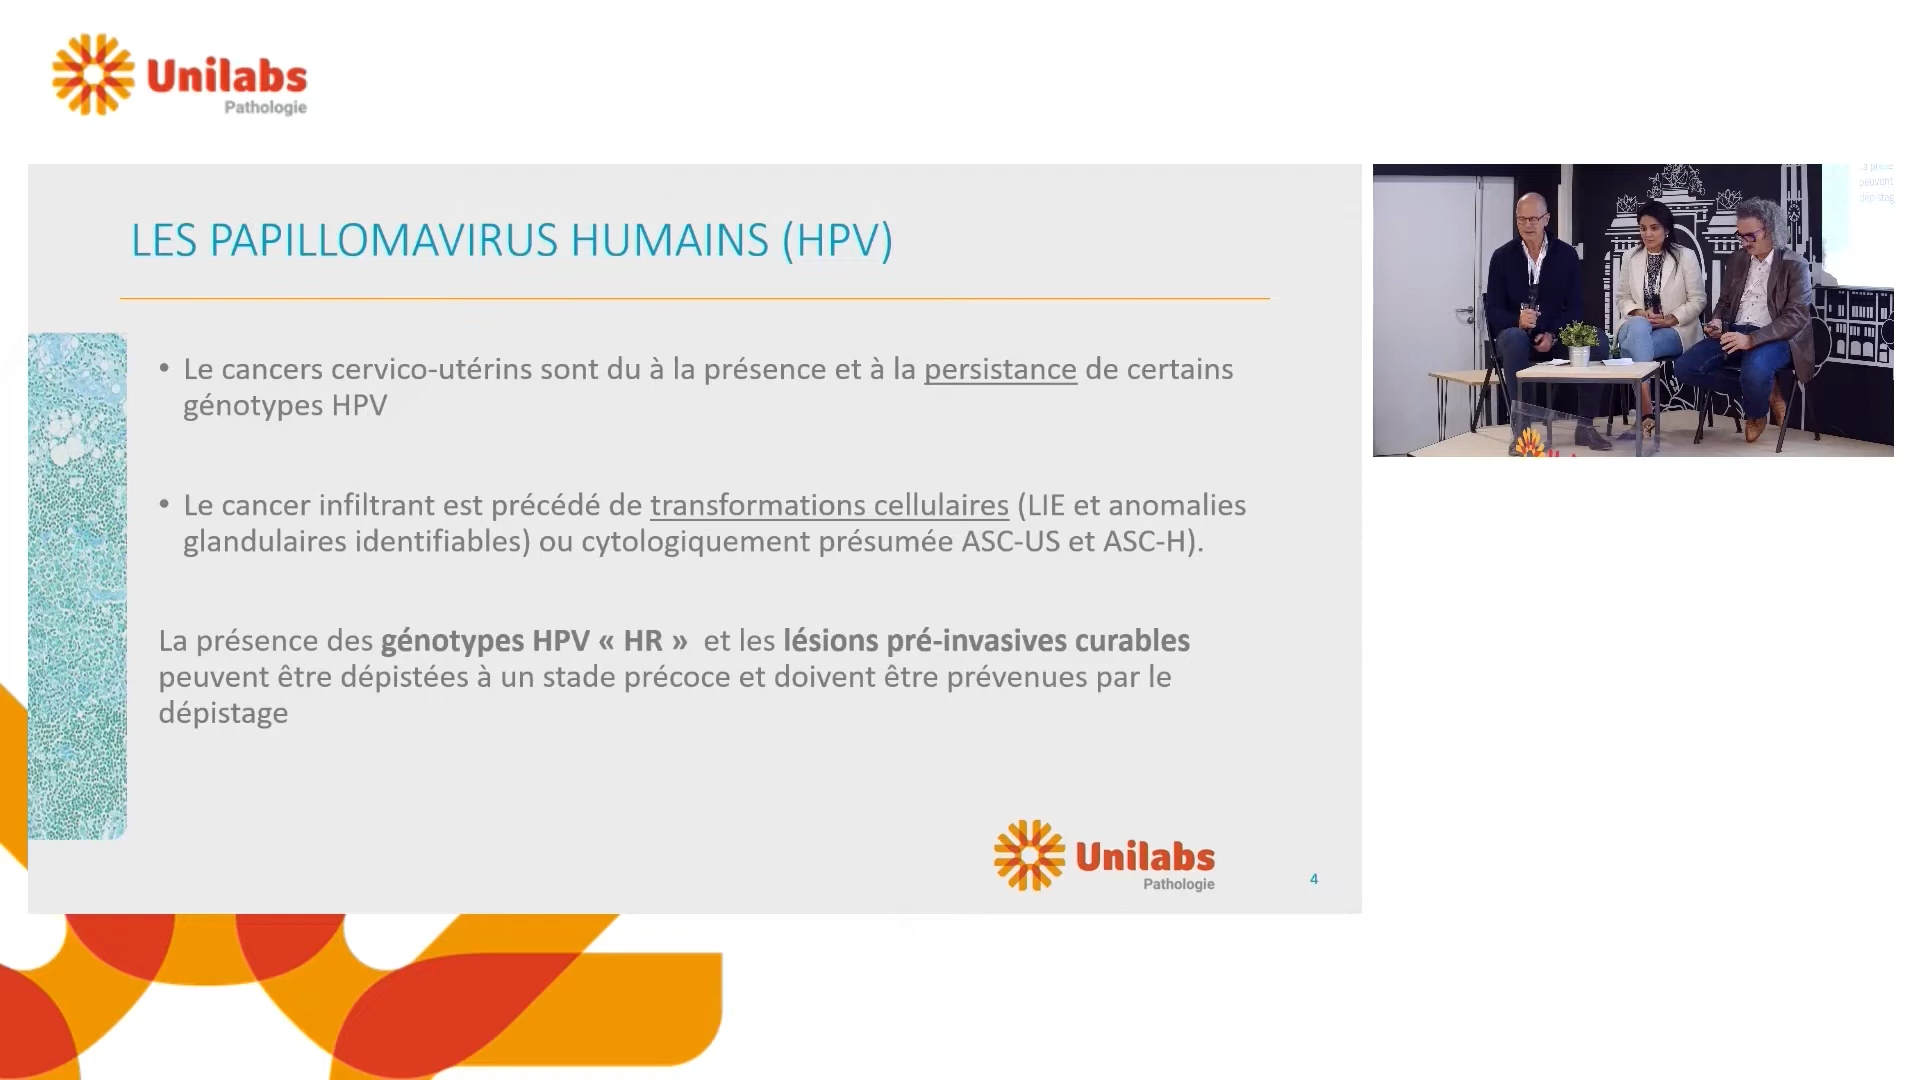 Unilabs
Pathologie
LES PAPILLOMAVIRUS HUMAINS (HPV)
• Le cancers cervico-utérins sont du à la présence et à la persistance de certains
génotypes HPV
• Le cancer infiltrant est précédé de transformations cellulaires (LIE et anomalies
glandulaires identifiables) ou cytologiquement présumée ASC-US et ASC-H).
La présence des génotypes HPV « HR » et les lésions pré-invasives curables
peuvent être dépistées à un stade précoce et doivent être prévenues par le
dépistage
Unilabs
Pathologie
4
peuvent